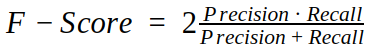 F − Score = 2 Precision · Recall / Precision + Recall